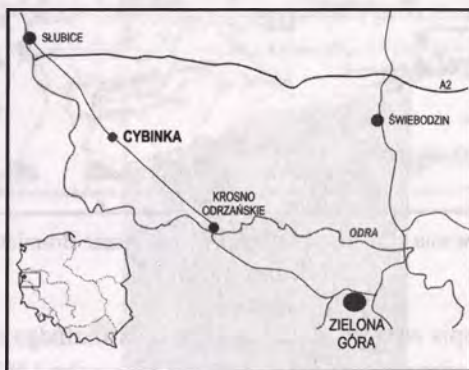 SŁUBICE
A2
CYBINKA
ŚWIEBODZIN
KROSNO
ODRZAŃSKIE
ODRA
ZIELONA
GÓRA